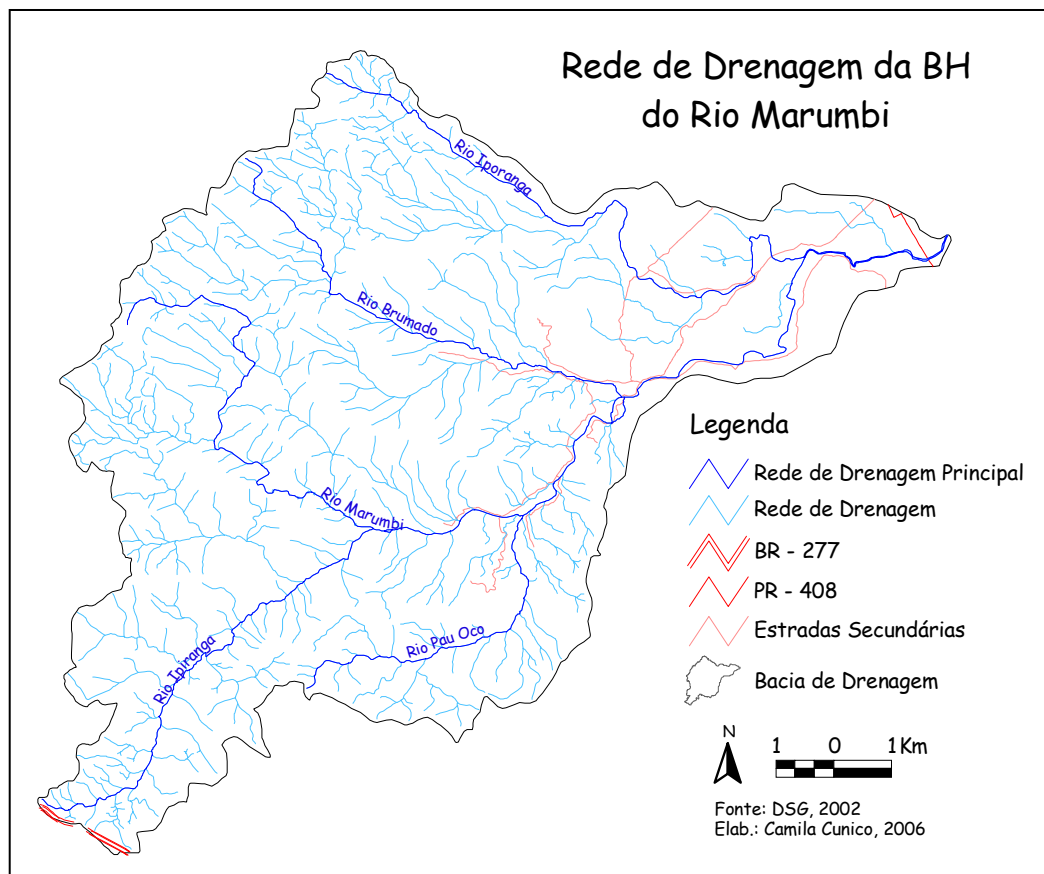 Rede de Drenagem da BH
do Rio Marumbi
Rio Iporanga
Rio Brumado
Rio Marumbi
Rio Pau Oco
Rio Ipiranga
Legenda
Rede de Drenagem Principal
Rede de Drenagem
BR - 277
PR - 408
Estradas Secundárias
Bacia de Drenagem
N
1 0 1 Km
Fonte: DSG, 2002
Elab.: Camila Cunico, 2006